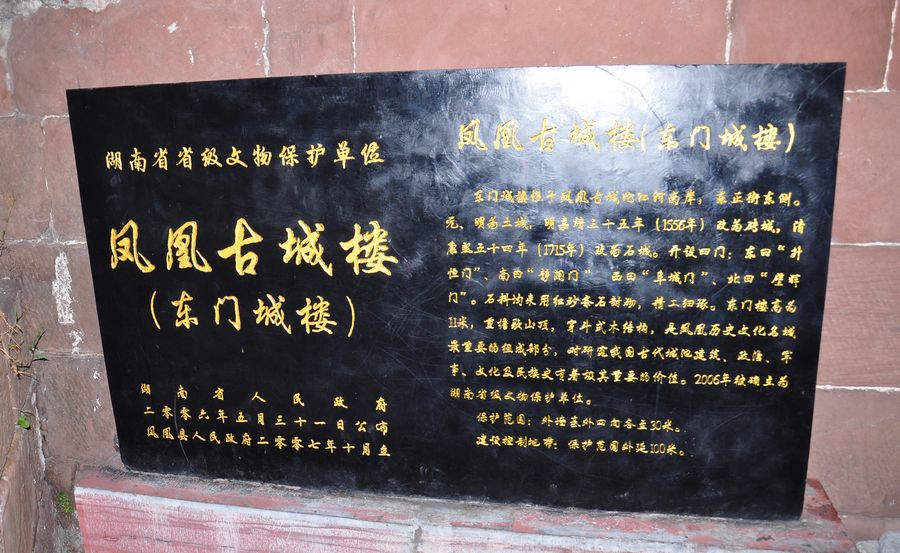 湖南省省级文物保护单位
凤凰古城楼
（东门城楼）
湖南省人民政府
二零零六年五月三十一日公布
凤凰县人民政府二零零七年十月立
凤凰古城楼（东门城楼）
东门城楼位于凤凰古城沱江河南岸，东正街东侧。
元、明为土城，明嘉靖三十五年（1556年）改为砖城，清
康熙五十四年（1715年）改为石城。开设四门：东曰“升
恒门”、南曰“静澜门”、西曰“阜城门”、北曰“璧辉
门”。石料均采用红砂条石封砌，精工细琢。东门楼高为
11米，重檐歇山顶，穿斗式木结构，是凤凰历史文化名城
最重要的组成部分，对研究我国古代城池建筑、政治、军
事、文化及民族史有着极其重要的价值。2006年被确立为
湖南省级文物保护单位。
保护范围：外墙基外四向各至30米。
建设控制地带：保护范围外延100米。